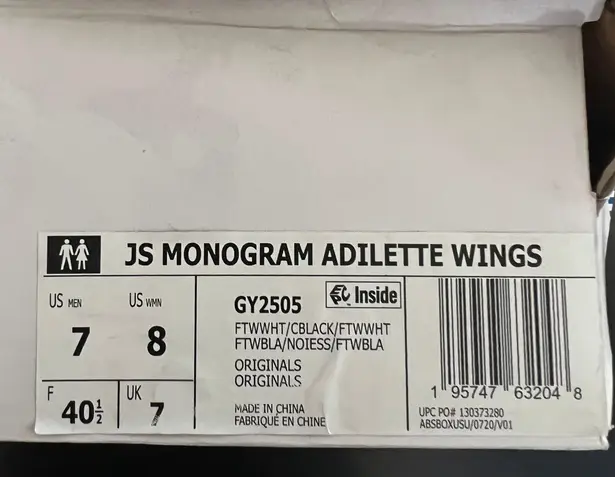 JS MONOGRAM ADILETTE WINGS
US MEN
7
US WMN
8
F
40½
UK
7
GY2505
Inside
FTWWHT/CBLACK/FTWWHT
FTWBLA/NOIESS/FTWBLA
ORIGINALS
ORIGINALS
MADE IN CHINA
FABRIQUÉ EN CHINE
1 95747 63204 8
UPC PO# 130373280
ABSBQXUSU/0720/V01